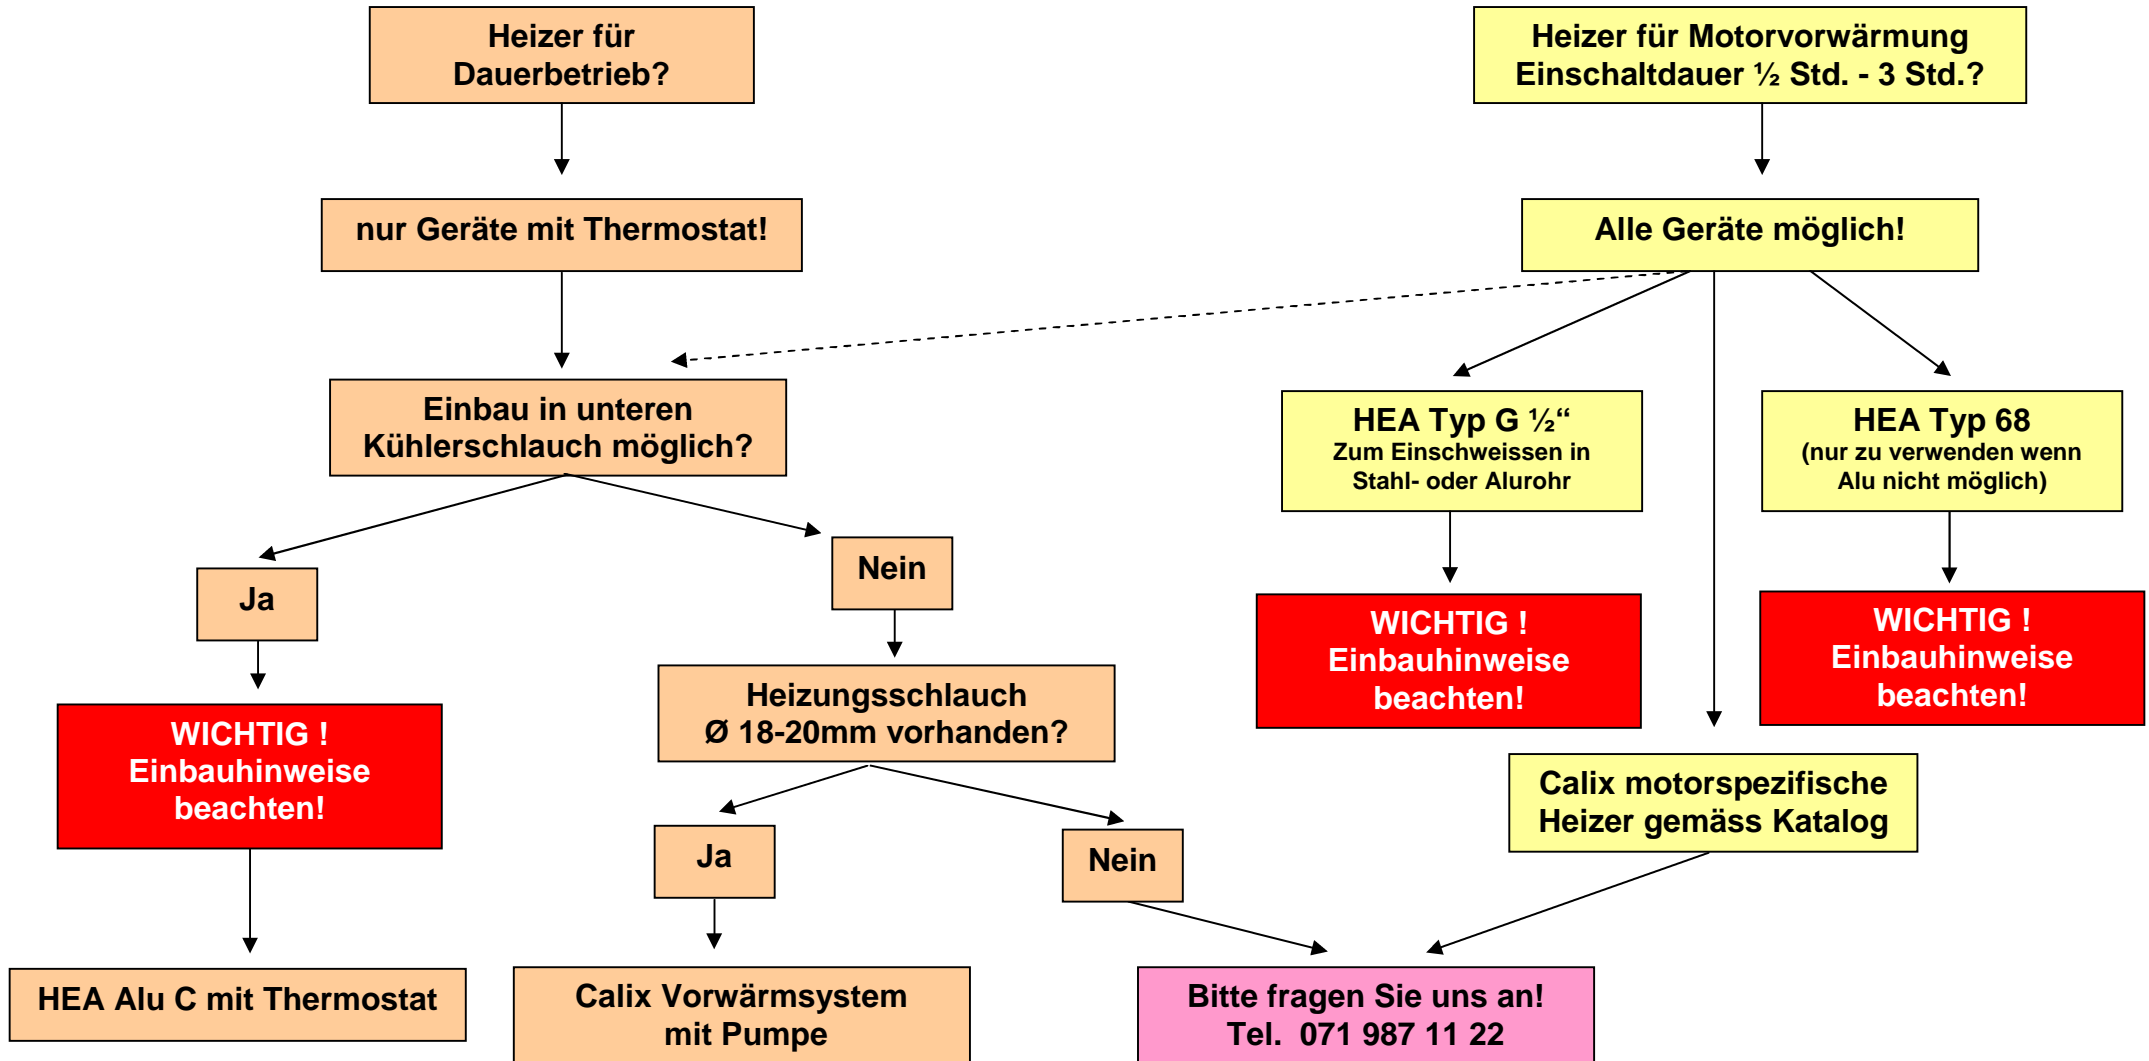 Heizer für
Dauerbetrieb?
Heizer für Motorvorwärmung
Einschaltdauer ½ Std. - 3 Std.?
nur Geräte mit Thermostat!
Alle Geräte möglich!
Einbau in unteren
Kühlerschlauch möglich?
HEA Typ G ½“
Zum Einschweissen in
Stahl- oder Alurohr
HEA Typ 68
(nur zu verwenden wenn
Alu nicht möglich)
Ja
Nein
WICHTIG !
Einbauhinweise
beachten!
WICHTIG !
Einbauhinweise
beachten!
Heizungsschlauch
Ø 18-20mm vorhanden?
WICHTIG !
Einbauhinweise
beachten!
Calix motorspezifische
Heizer gemäss Katalog
Ja
Nein
HEA Alu C mit Thermostat
Calix Vorwärmsystem
mit Pumpe
Bitte fragen Sie uns an!
Tel.  071 987 11 22